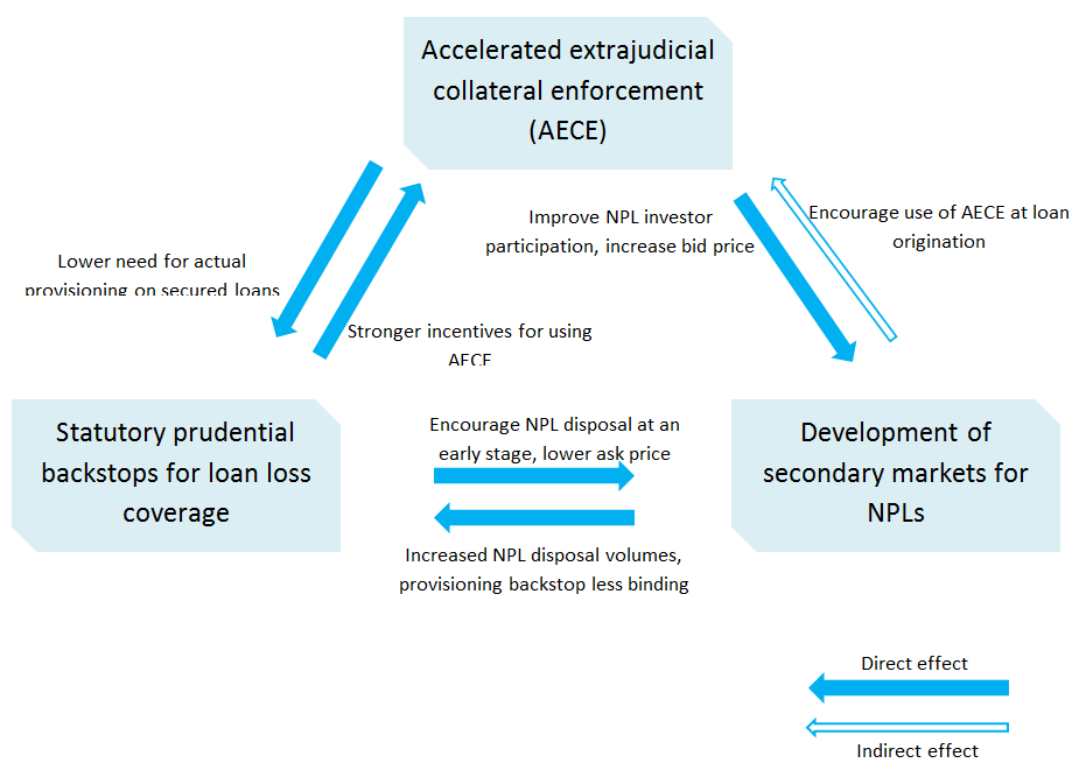 Accelerated extrajudicial
collateral enforcement
(AECE)
Improve NPL investor
participation, increase bid price
Encourage use of AECE at loan
origination
Lower need for actual
provisioning on secured loans
Stronger incentives for using
AECE
Statutory prudential
backstops for loan loss
coverage
Encourage NPL disposal at an
early stage, lower ask price
Increased NPL disposal volumes,
provisioning backstop less binding
Development of
secondary markets for
NPLs
Direct effect
Indirect effect